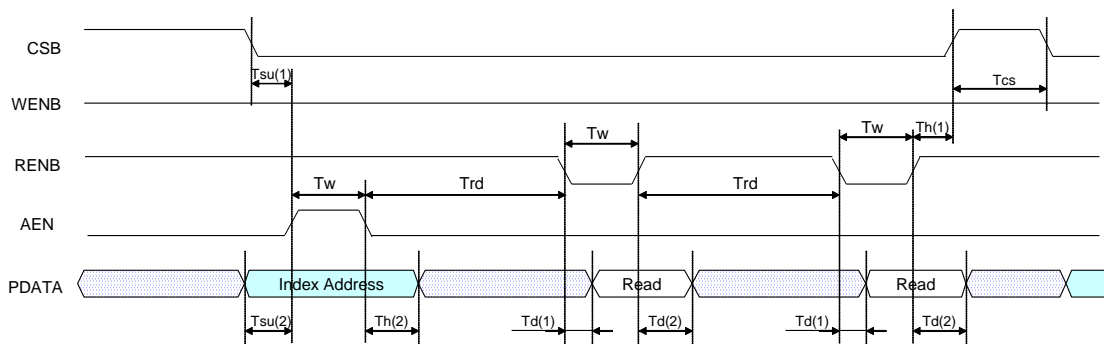 CSB
Tsu(1)
Tcs
WENB
Tw
Tw
Th(1)
RENB
Tw
Trd
Trd
AEN
PDATA
Index Address
Read
Read
Tsu(2)
Th(2)
Td(1)
Td(2)
Td(1)
Td(2)